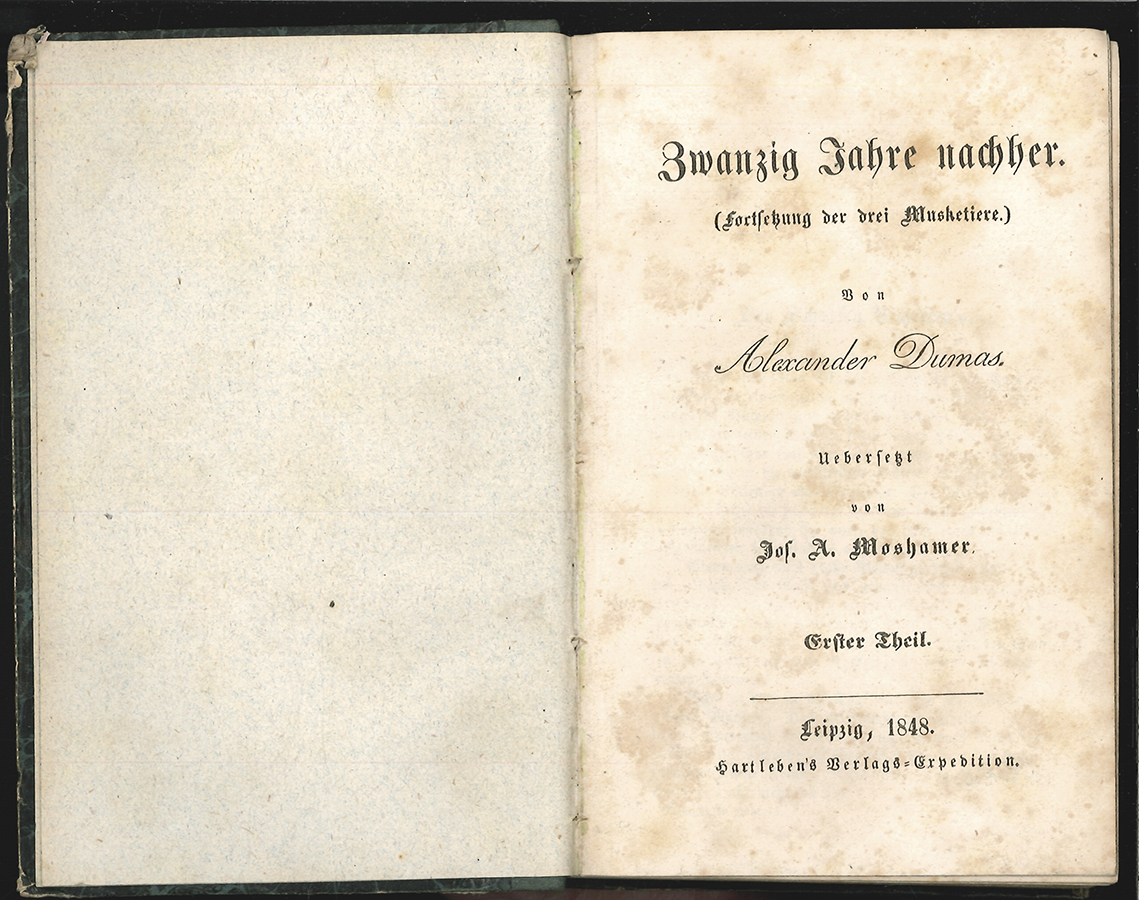 Zwanzig Jahre nachher.
(Fortsetzung der drei Musketiere.)
Von
Alexander Dumas.
Uebersetzt
von
Jos. A. Moshamer.
Erster Theil.
Leipzig, 1848.
Hartleben's Verlags-Expedition.